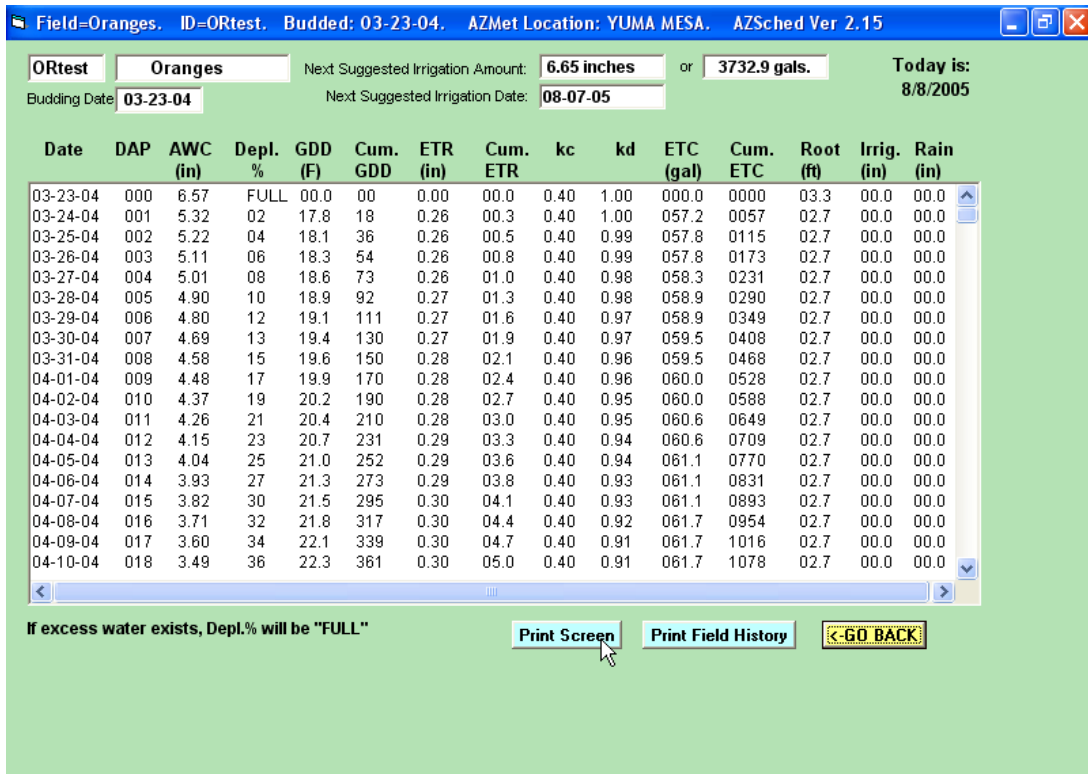 Field=Oranges. ID=ORtest. Budded: 03-23-04. AZMet Location: YUMA MESA. AZSched Ver 2.15
ORtest Oranges Next Suggested Irrigation Amount: 6.65 inches or 3732.9 gals. Today is:
Budding Date 03-23-04 Next Suggested Irrigation Date: 08-07-05 8/8/2005
Date DAP AWC Depl. GDD Cum. ETR Cum. kc kd ETC Cum. Root Irrig. Rain
(in) % (F) GDD (in) ETR (gal) ETC (ft) (in) (in)
03-23-04 000 6.57 FULL 00.0 00 0.00 00.0 0.40 1.00 000.0 0000 03.3 00.0 00.0
03-24-04 001 5.32 02 17.8 18 0.26 00.3 0.40 1.00 057.2 0057 02.7 00.0 00.0
03-25-04 002 5.22 04 18.1 36 0.26 00.5 0.40 0.99 057.8 0115 02.7 00.0 00.0
03-26-04 003 5.11 06 18.3 54 0.26 00.8 0.40 0.99 057.8 0173 02.7 00.0 00.0
03-27-04 004 5.01 08 18.6 73 0.26 01.0 0.40 0.98 058.3 0231 02.7 00.0 00.0
03-28-04 005 4.90 10 18.9 92 0.27 01.3 0.40 0.98 058.9 0290 02.7 00.0 00.0
03-29-04 006 4.80 12 19.1 111 0.27 01.6 0.40 0.97 058.9 0349 02.7 00.0 00.0
03-30-04 007 4.69 13 19.4 130 0.27 01.9 0.40 0.97 059.5 0408 02.7 00.0 00.0
03-31-04 008 4.58 15 19.6 150 0.28 02.1 0.40 0.96 059.5 0468 02.7 00.0 00.0
04-01-04 009 4.48 17 19.9 170 0.28 02.4 0.40 0.96 060.0 0528 02.7 00.0 00.0
04-02-04 010 4.37 19 20.2 190 0.28 02.7 0.40 0.95 060.0 0588 02.7 00.0 00.0
04-03-04 011 4.26 21 20.4 210 0.28 03.0 0.40 0.95 060.6 0649 02.7 00.0 00.0
04-04-04 012 4.15 23 20.7 231 0.29 03.3 0.40 0.94 060.6 0709 02.7 00.0 00.0
04-05-04 013 4.04 25 21.0 252 0.29 03.6 0.40 0.94 061.1 0770 02.7 00.0 00.0
04-06-04 014 3.93 27 21.3 273 0.29 03.8 0.40 0.93 061.1 0831 02.7 00.0 00.0
04-07-04 015 3.82 30 21.5 295 0.30 04.1 0.40 0.93 061.1 0893 02.7 00.0 00.0
04-08-04 016 3.71 32 21.8 317 0.30 04.4 0.40 0.92 061.7 0954 02.7 00.0 00.0
04-09-04 017 3.60 34 22.1 339 0.30 04.7 0.40 0.91 061.7 1016 02.7 00.0 00.0
04-10-04 018 3.49 36 22.3 361 0.30 05.0 0.40 0.91 061.7 1078 02.7 00.0 00.0
If excess water exists, Depl.% will be "FULL" Print Screen Print Field History <-GO BACK